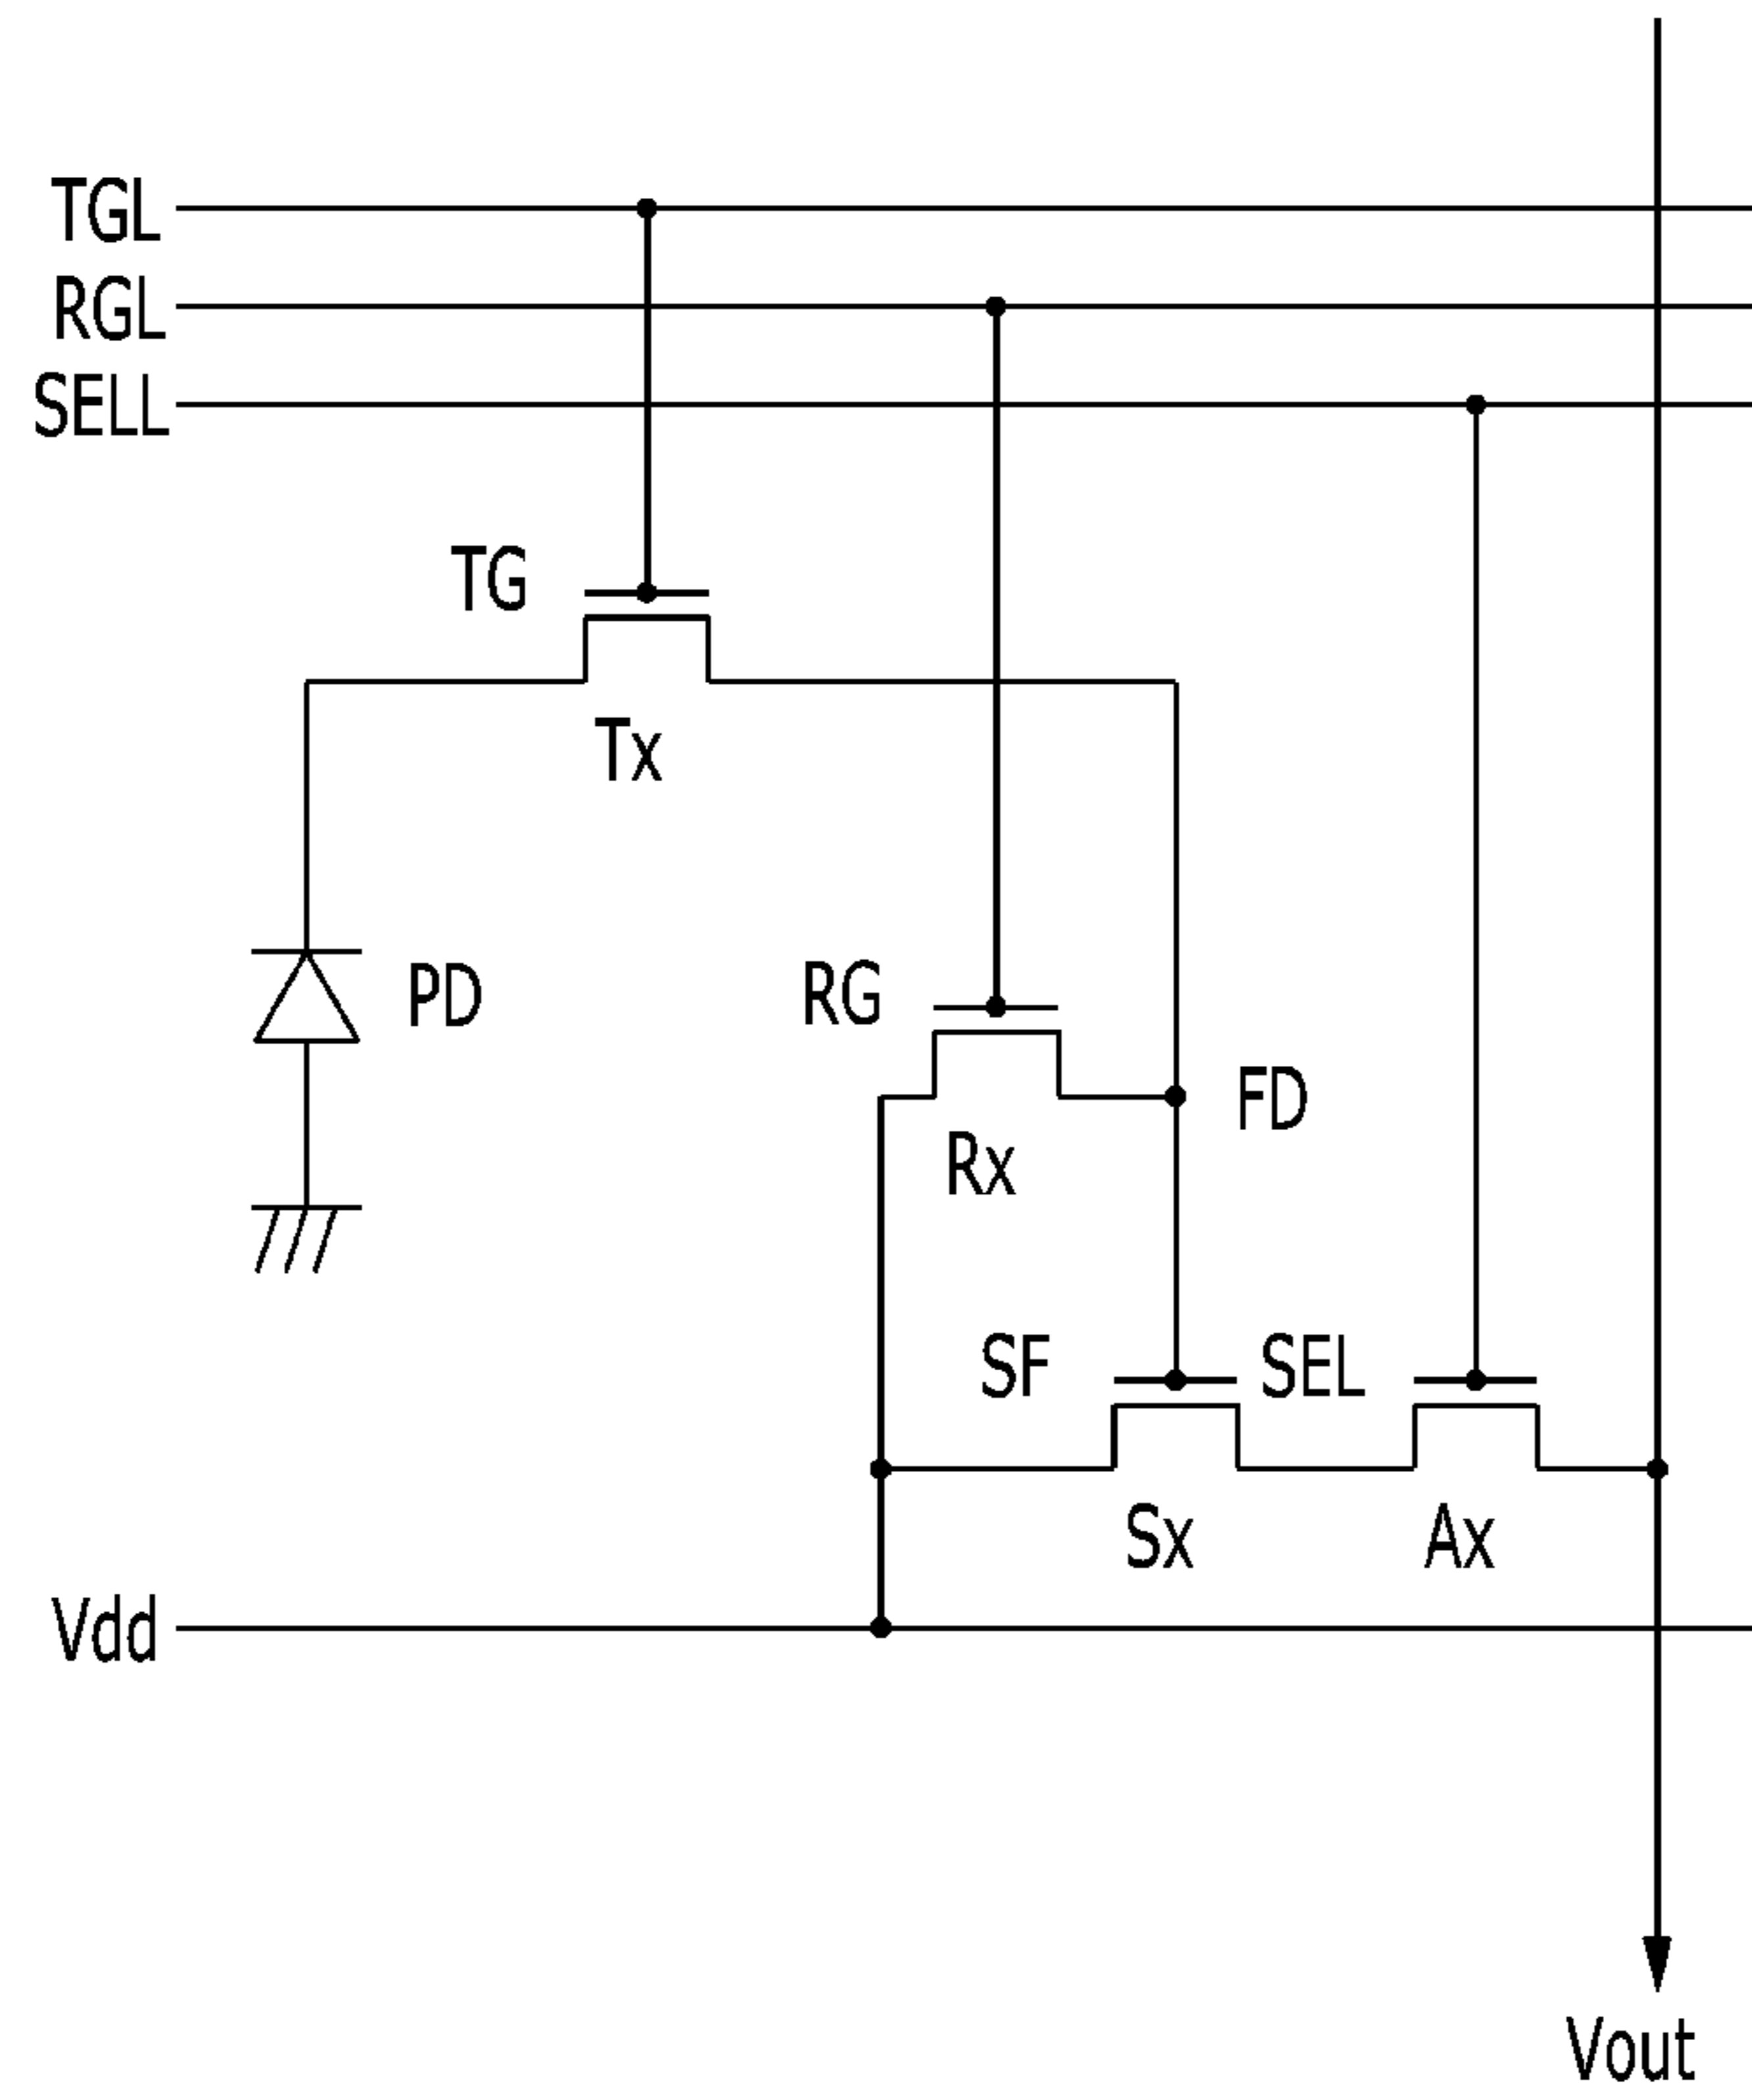 TGL
RGL
SELL
TG
Tx
PD
RG
FD
Rx
SF
SEL
Sx
Ax
Vdd
Vout